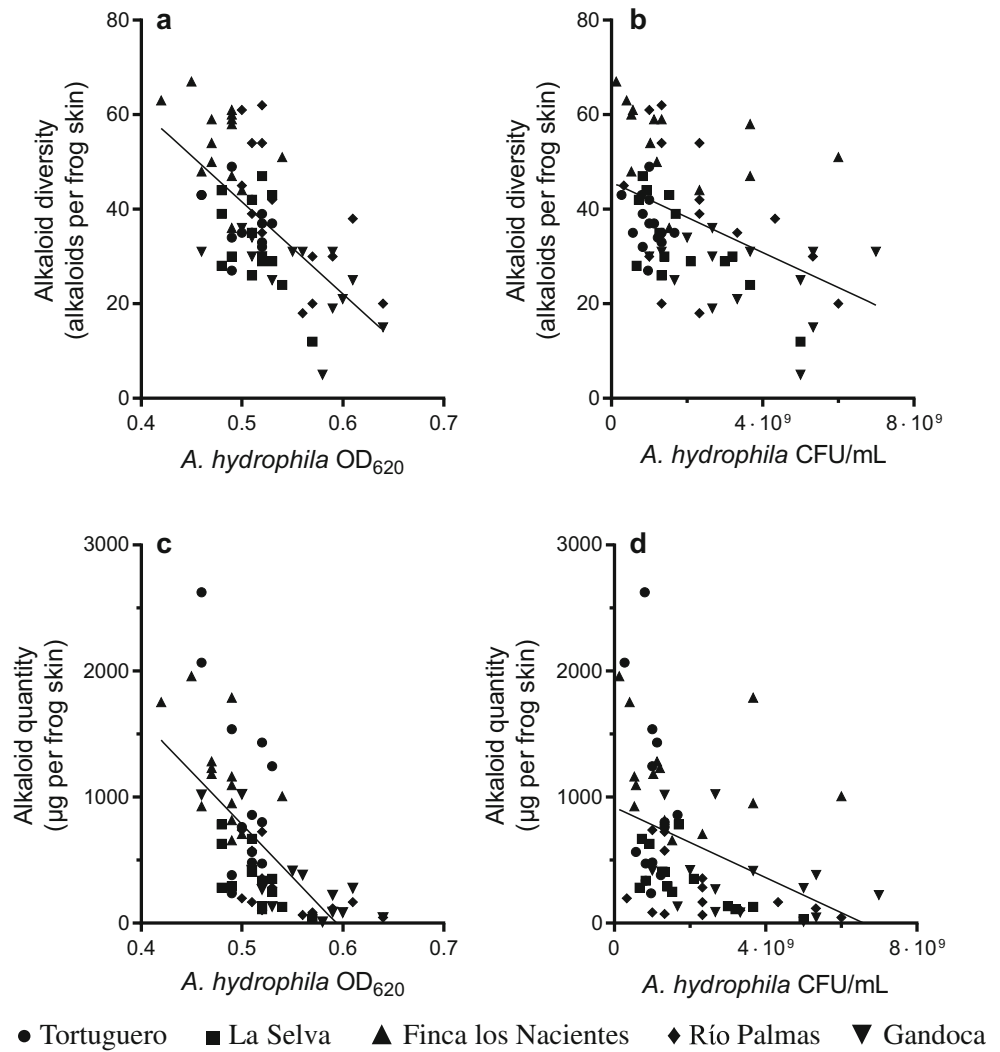 a
80
60
40
20
0
Alkaloid diversity
(alkaloids per frog skin)
0.4 0.5 0.6 0.7
A. hydrophila OD620
b
80
60
40
20
0
Alkaloid diversity
(alkaloids per frog skin)
0 4·10⁹ 8·10⁹
A. hydrophila CFU/mL
c
3000
2000
1000
0
Alkaloid quantity
(µg per frog skin)
0.4 0.5 0.6 0.7
A. hydrophila OD620
d
3000
2000
1000
0
Alkaloid quantity
(µg per frog skin)
0 4·10⁹ 8·10⁹
A. hydrophila CFU/mL
Tortuguero La Selva Finca los Nacientes Río Palmas Gandoca